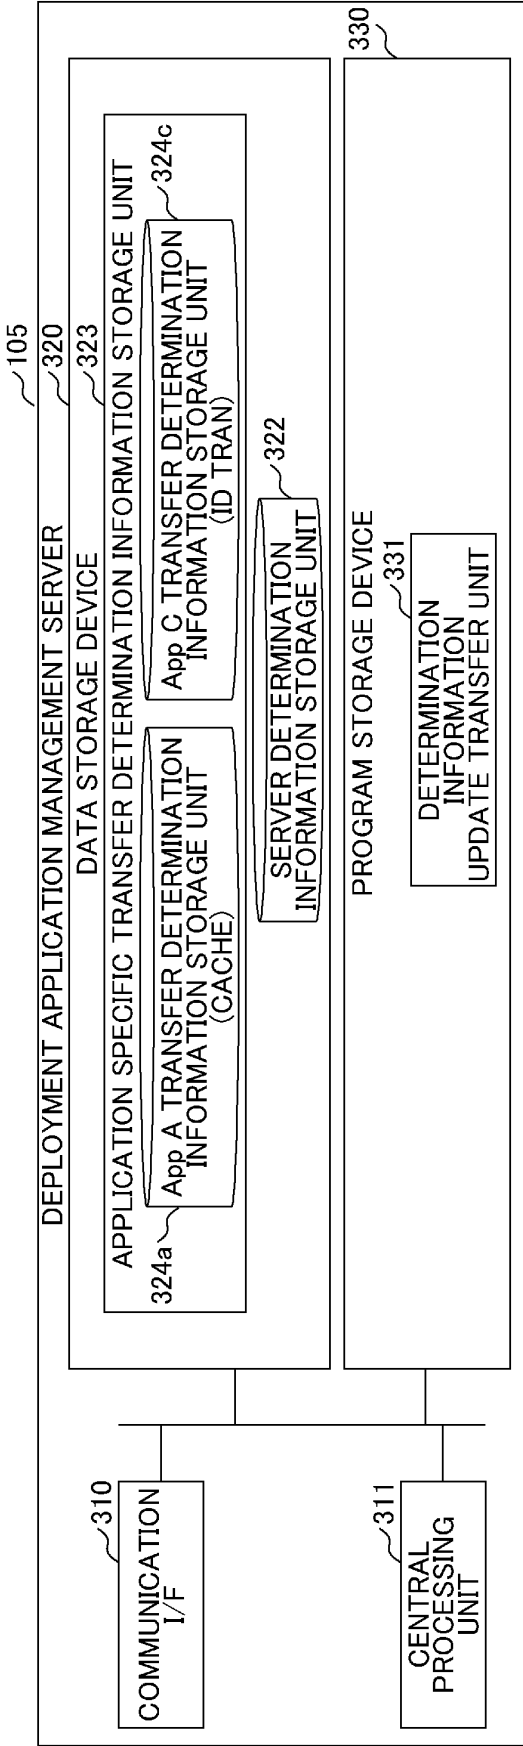 105
DEPLOYMENT APPLICATION MANAGEMENT SERVER
320
DATA STORAGE DEVICE
323
APPLICATION SPECIFIC TRANSFER DETERMINATION INFORMATION STORAGE UNIT
324a
App A TRANSFER DETERMINATION
INFORMATION STORAGE UNIT
(CACHE)
324c
App C TRANSFER DETERMINATION
INFORMATION STORAGE UNIT
(ID TRAN)
322
SERVER DETERMINATION
INFORMATION STORAGE UNIT
330
PROGRAM STORAGE DEVICE
331
DETERMINATION
INFORMATION
UPDATE TRANSFER UNIT
310
COMMUNICATION
I/F
311
CENTRAL
PROCESSING
UNIT